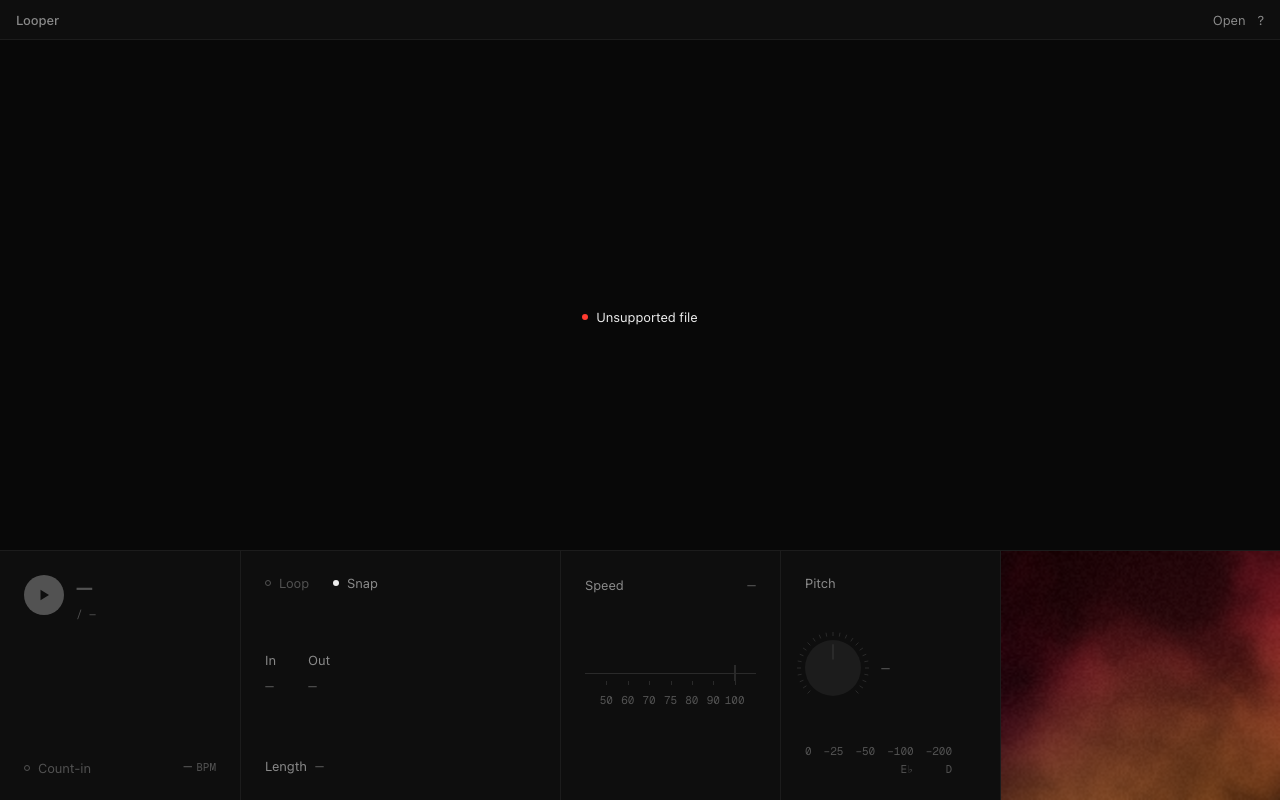 Looper
Open ?
Unsupported file
—
/ —
Count-in
— BPM
Loop Snap
In Out
— —
Length —
Speed —
50 60 70 75 80 90 100
Pitch
—
0 −25 −50 −100 −200
E♭ D